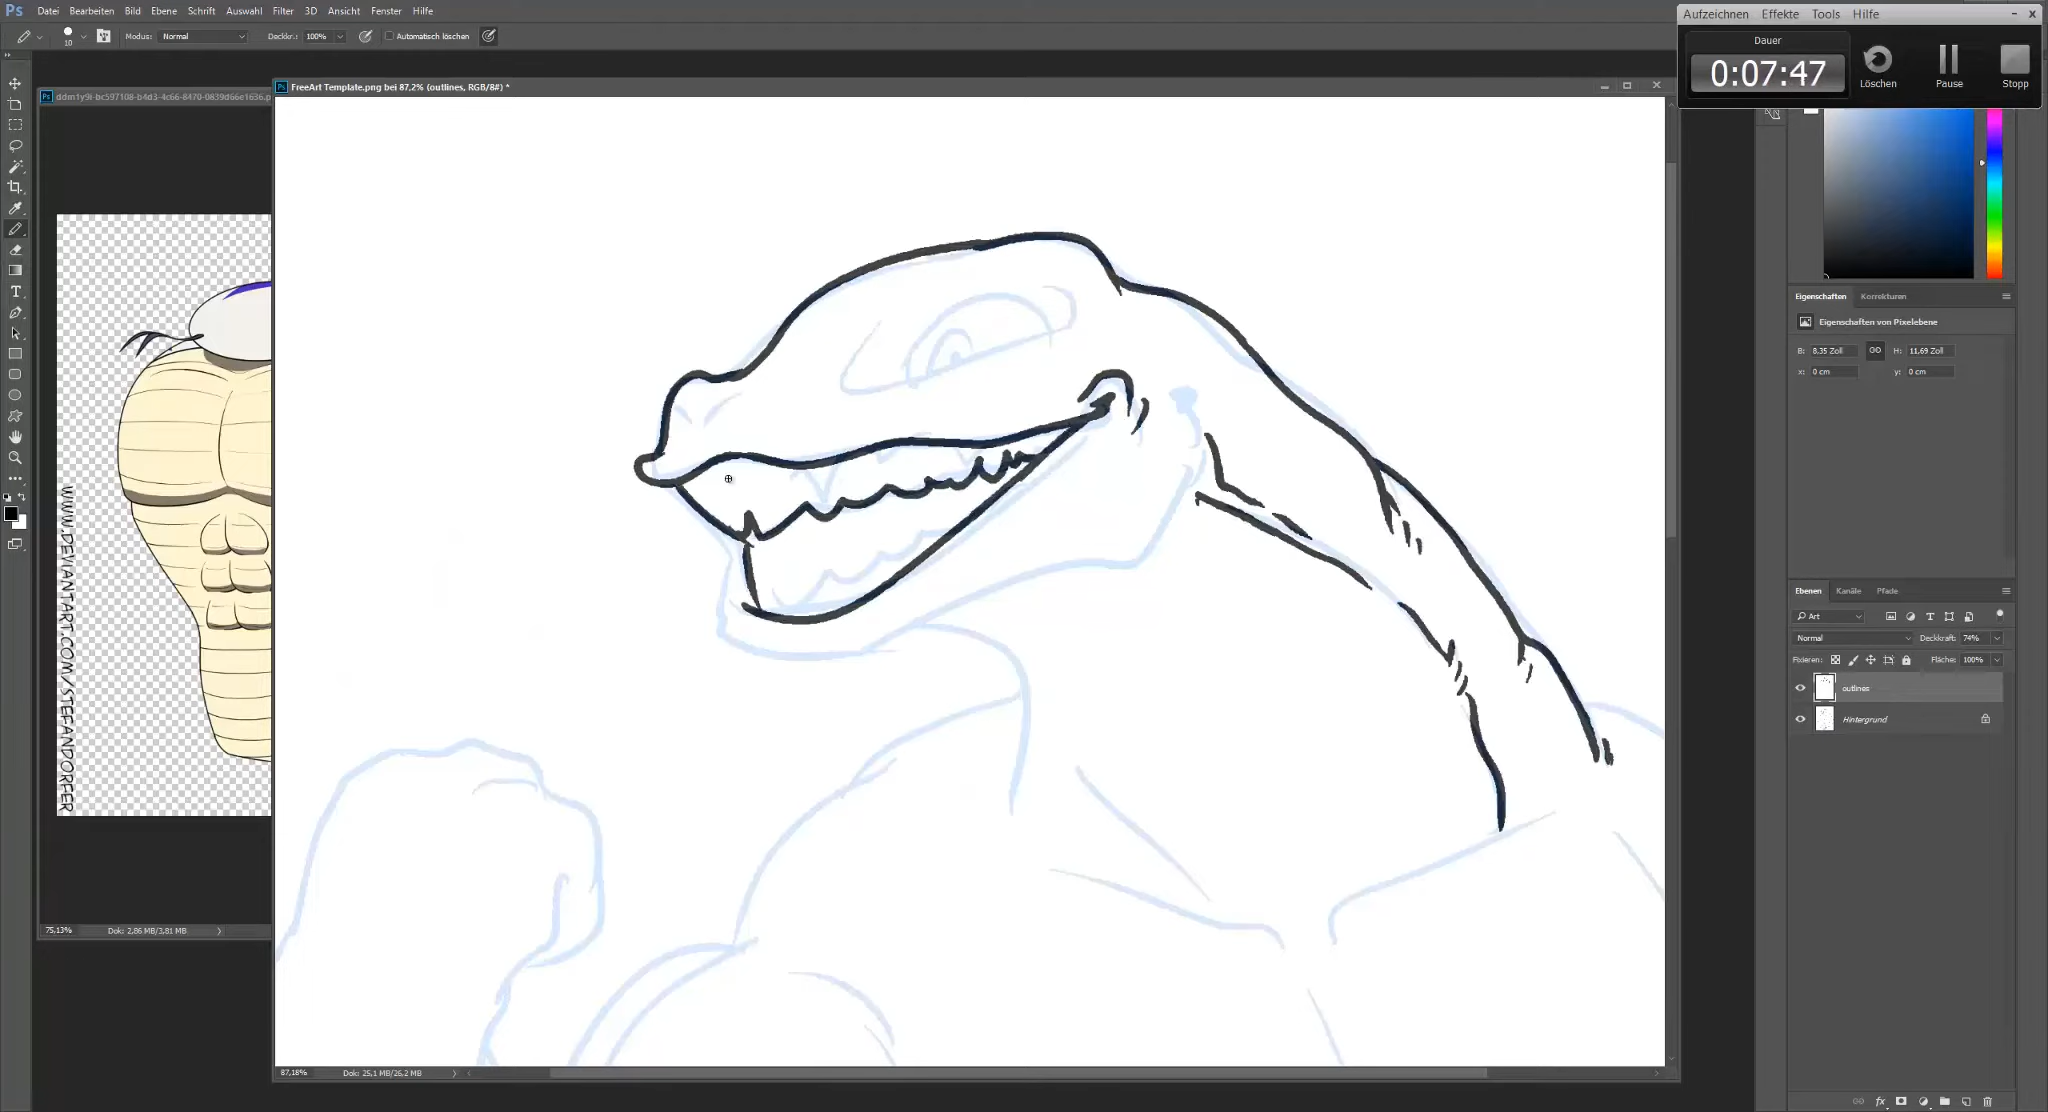 Ps Datei Bearbeiten Bild Ebene Schrift Auswahl Filter 3D Ansicht Fenster Hilfe
Aufzeichnen Effekte Tools Hilfe
10 Modus: Normal Deckkr.: 100% Automatisch löschen
Dauer
0:07:47
Löschen Pause Stopp
ddm1y9i-bc597108-b4d3-4c66-8470-0839d66e1636.p
FreeArt Template.png bei 87,2% (outlines, RGB/8#) *
Eigenschaften Korrekturen
Eigenschaften von Pixelebene
B: 8,35 Zoll H: 11,69 Zoll
x: 0 cm y: 0 cm
WWW.DEVIANTART.COM/STEFANDORFER
Ebenen Kanäle Pfade
Art
Normal Deckkraft: 74%
Fixieren: Fläche: 100%
outlines
Hintergrund
75,13% Dok: 2,86 MB/3,81 MB
87,18% Dok: 25,1 MB/26,2 MB